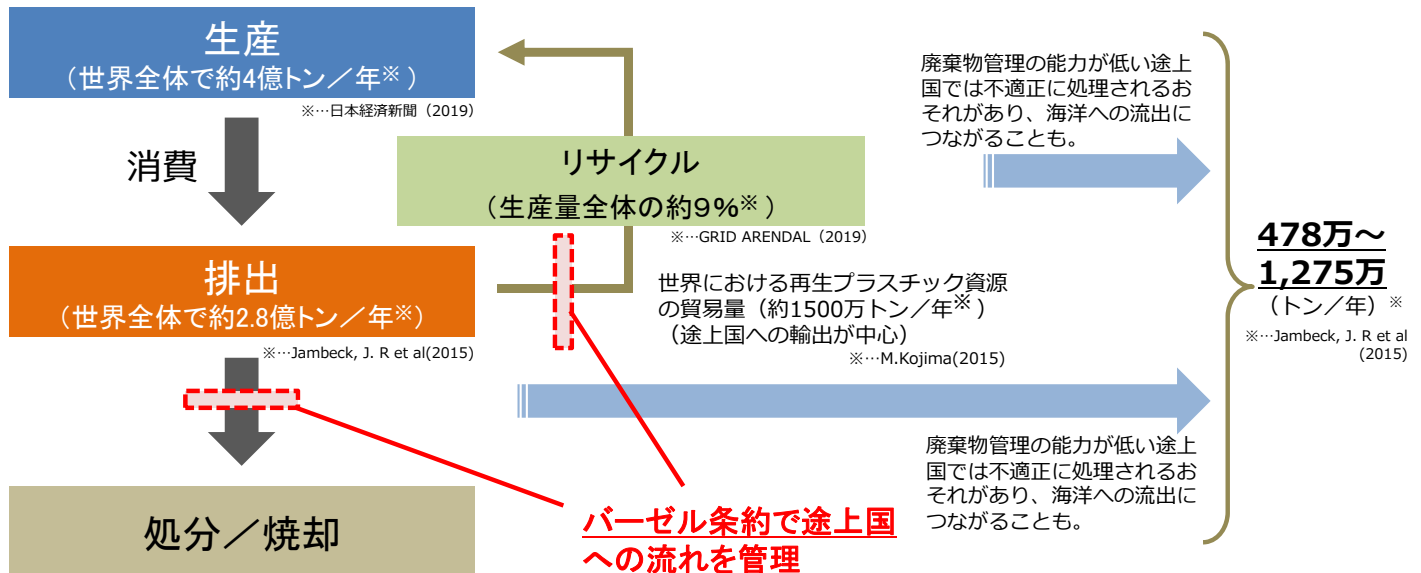 生産
（世界全体で約4億トン／年※）
※…日本経済新聞（2019）
消費
リサイクル
（生産量全体の約9％※）
※…GRID ARENDAL（2019）
排出
（世界全体で約2.8億トン／年※）
※…Jambeck, J. R et al(2015)
世界における再生プラスチック資源
の貿易量（約1500万トン／年※）
（途上国への輸出が中心）
※…M.Kojima(2015)
処分／焼却
バーゼル条約で途上国
への流れを管理
廃棄物管理の能力が低い途上
国では不適正に処理されるお
それがあり、海洋への流出に
つながることも。
廃棄物管理の能力が低い途上
国では不適正に処理されるお
それがあり、海洋への流出に
つながることも。
478万～
1,275万
（トン／年）※
※…Jambeck, J. R et al
(2015)